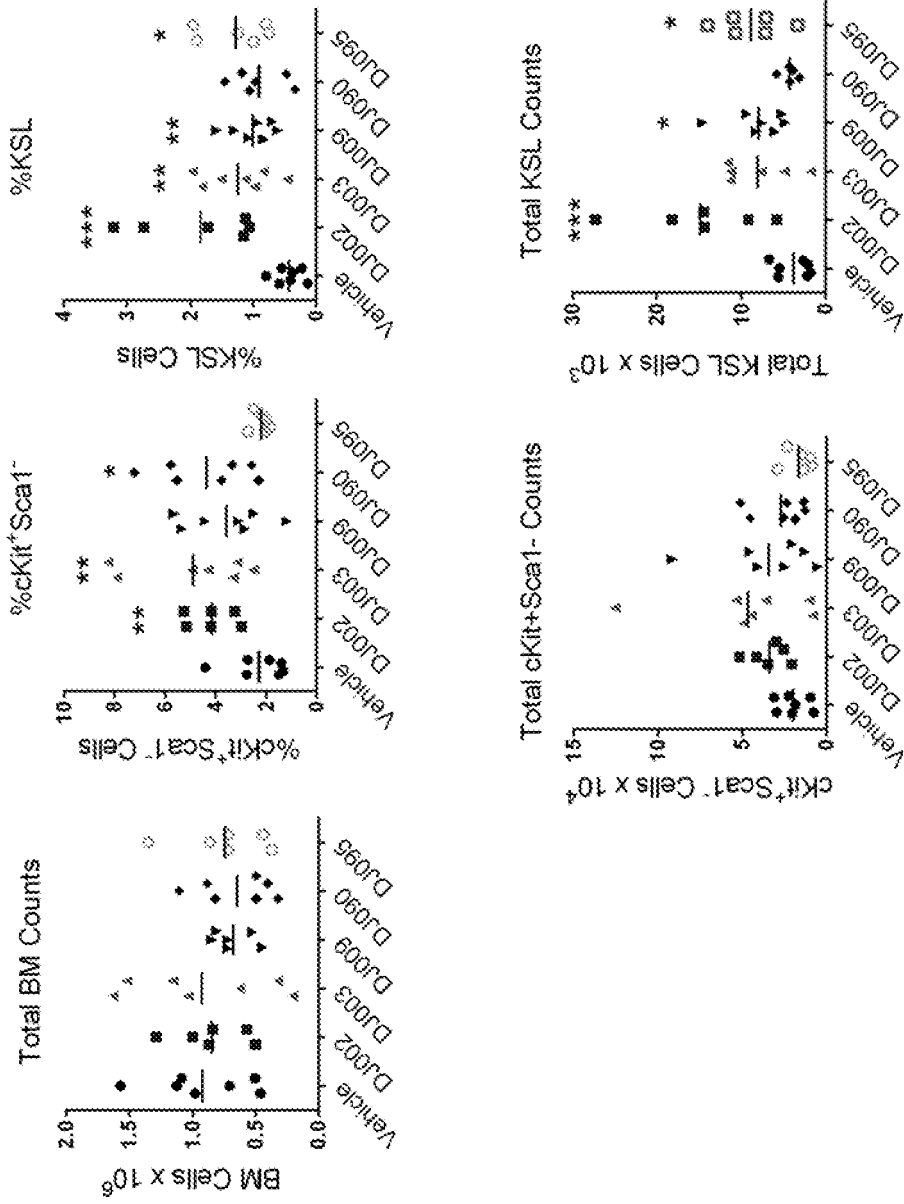 Total BM Counts
BM Cells x 10⁶
2.0
1.5
1.0
0.5
0.0
Vehicle
DJ002
DJ003
DJ009
DJ090
DJ095
%cKit⁺Sca1⁻
%cKit⁺Sca1⁻ Cells
10
8
6
4
2
0
**
**
*
Vehicle
DJ002
DJ003
DJ009
DJ090
DJ095
%KSL
%KSL Cells
4
3
2
1
0
***
**
**
*
Vehicle
DJ002
DJ003
DJ009
DJ090
DJ095
Total cKit+Sca1- Counts
cKit⁺Sca1⁻ Cells x 10⁴
15
10
5
0
Vehicle
DJ002
DJ003
DJ009
DJ090
DJ095
Total KSL Counts
Total KSL Cells x 10³
30
20
10
0
***
*
*
Vehicle
DJ002
DJ003
DJ009
DJ090
DJ095